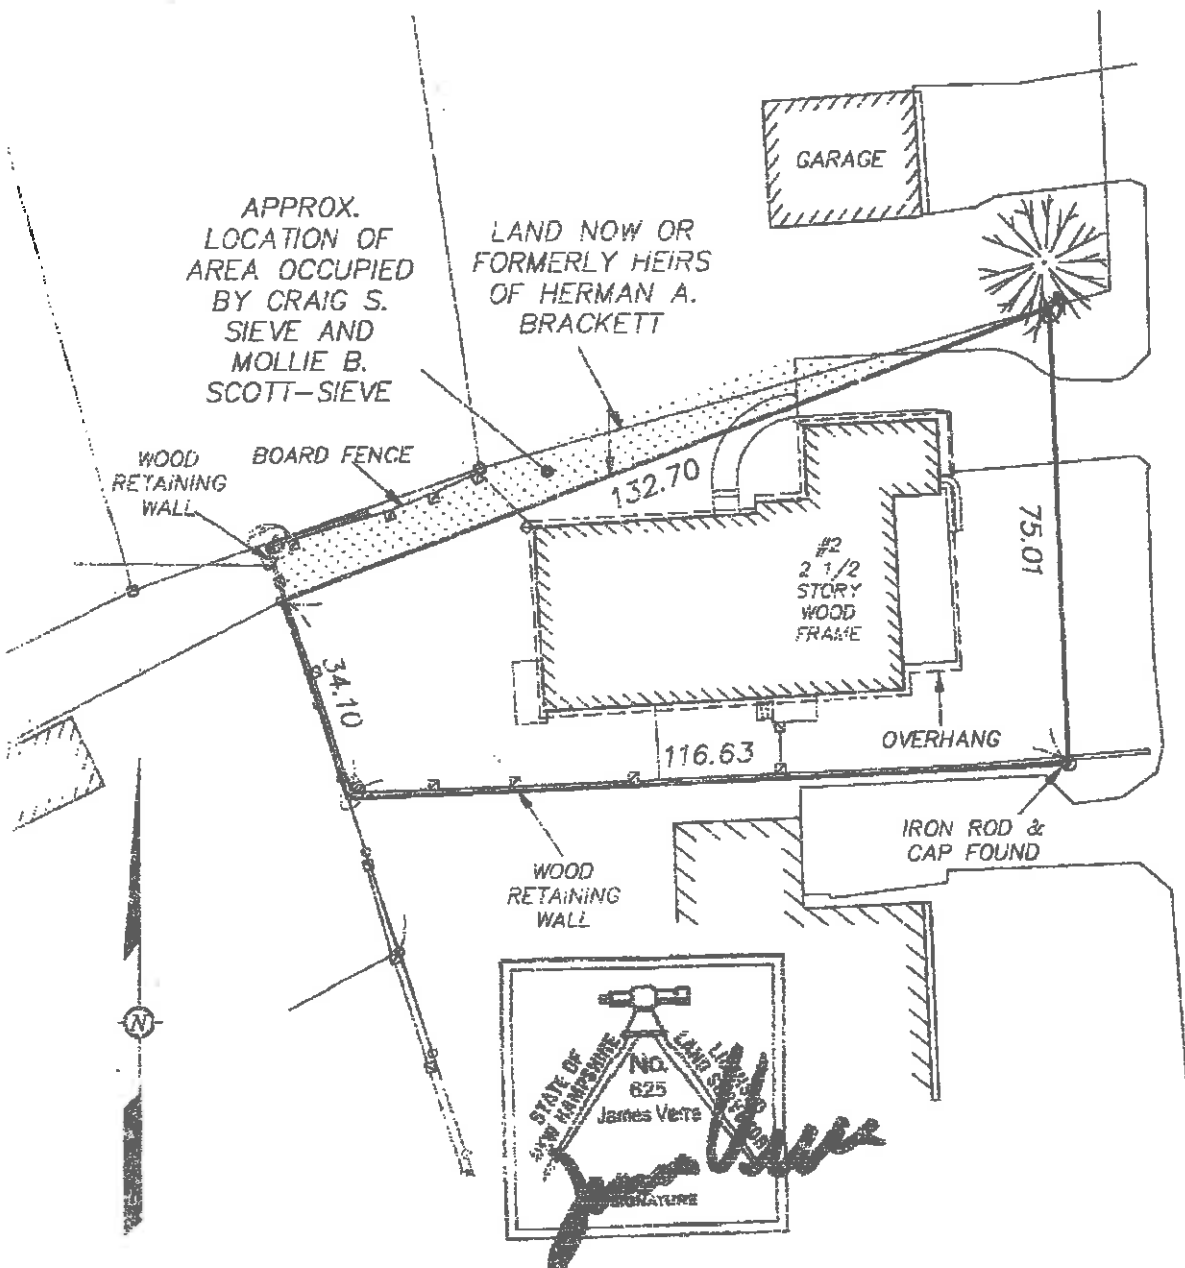 GARAGE
APPROX.
LOCATION OF
AREA OCCUPIED
BY CRAIG S.
SIEVE AND
MOLLIE B.
SCOTT-SIEVE
LAND NOW OR
FORMERLY HEIRS
OF HERMAN A.
BRACKETT
WOOD
RETAINING
WALL
BOARD FENCE
132.70
75.01
#2
2 1/2
STORY
WOOD
FRAME
34.10
116.63
OVERHANG
IRON ROD &
CAP FOUND
WOOD
RETAINING
WALL
N
STATE OF
NEW HAMPSHIRE
LICENSED
LAND SURVEYOR
NO.
625
James Verra
SIGNATURE